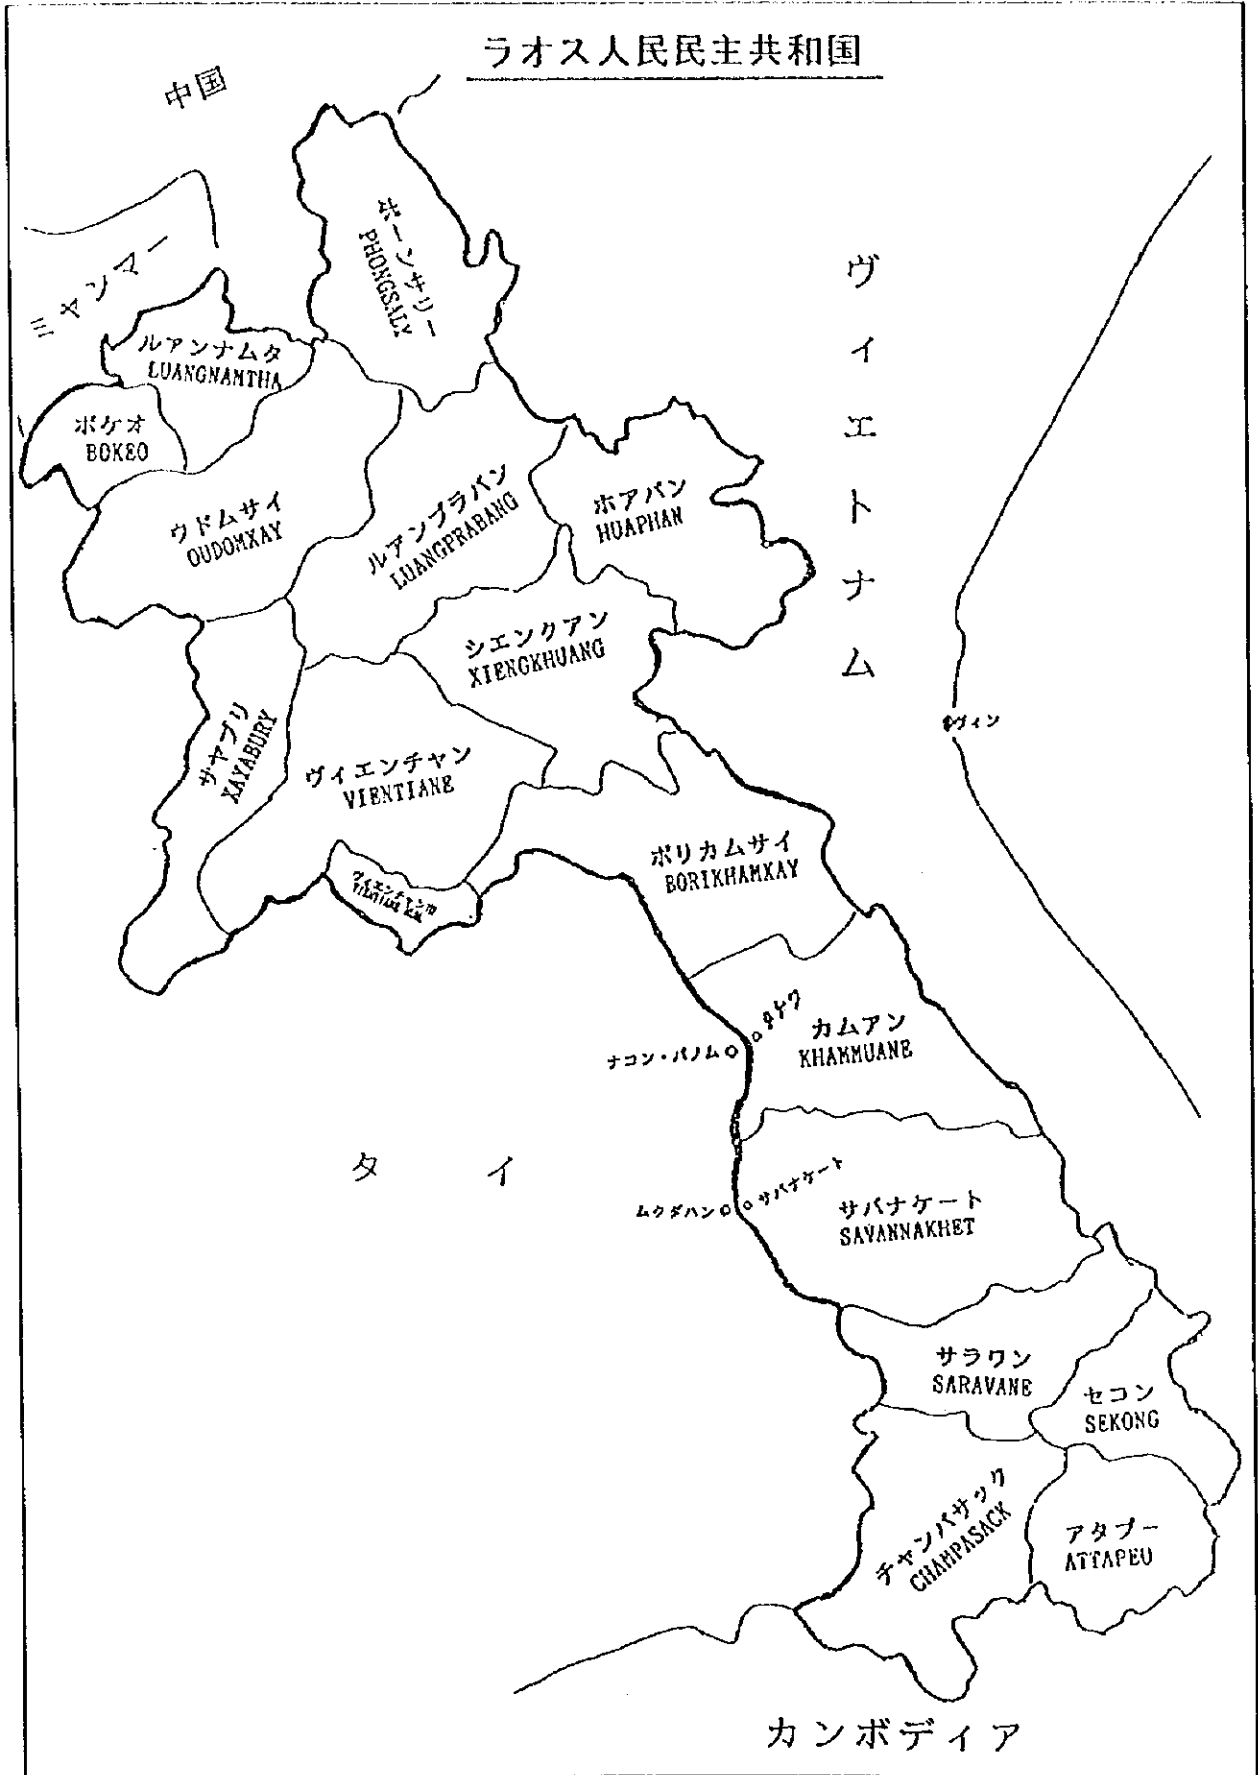 ラオス人民民主共和国
中国
ミャンマー
ヴィエトナム
ポーンサリー
PHONGSALY
ルアンナムタ
LUANGNAMTHA
ボケオ
BOKEO
ウドムサイ
OUDOMXAY
ルアンプラバン
LUANGPRABANG
ホアパン
HUAPHAN
シエンクアン
XIENGKHUANG
サヤブリ
XAYABURY
ヴィエンチャン
VIENTIANE
ヴィエンチャン市
ヴィン
ボリカムサイ
BORIKHAMXAY
タケク
ナコン・パノム
カムアン
KHAMMUANE
タイ
ムクダハン
サバナケート
サバナケート
SAVANNAKHET
サラワン
SARAVANE
セコン
SEKONG
チャンパサック
CHAMPASACK
アタプー
ATTAPEU
カンボディア